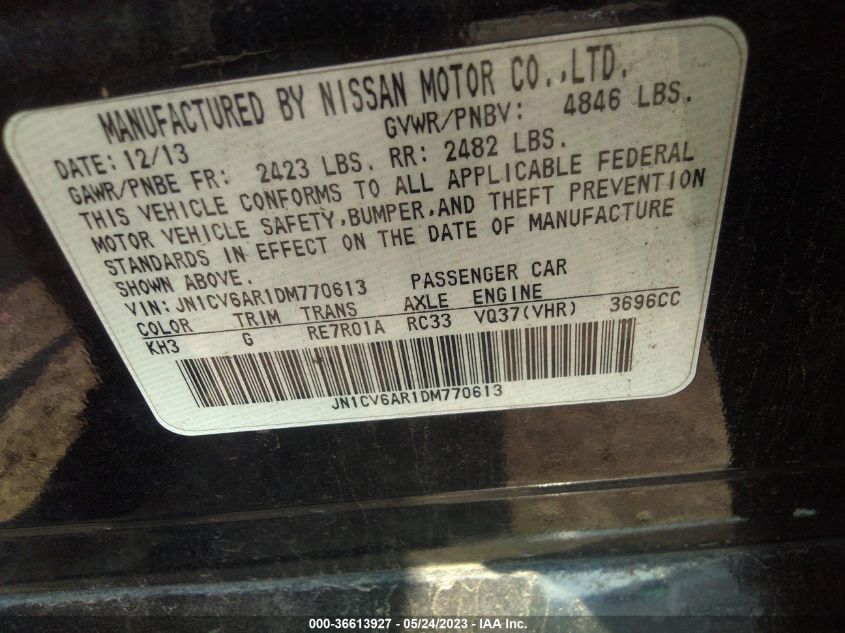 MANUFACTURED BY NISSAN MOTOR CO.,LTD.
DATE: 12/13 GVWR/PNBV: 4846 LBS.
GAWR/PNBE FR: 2423 LBS. RR: 2482 LBS.
THIS VEHICLE CONFORMS TO ALL APPLICABLE FEDERAL
MOTOR VEHICLE SAFETY,BUMPER,AND THEFT PREVENTION
STANDARDS IN EFFECT ON THE DATE OF MANUFACTURE
SHOWN ABOVE.
VIN: JN1CV6AR1DM770613 PASSENGER CAR
COLOR TRIM TRANS AXLE ENGINE
KH3 G RE7R01A RC33 VQ37(VHR) 3696CC
JN1CV6AR1DM770613
000-36613927 - 05/24/2023 - IAA Inc.